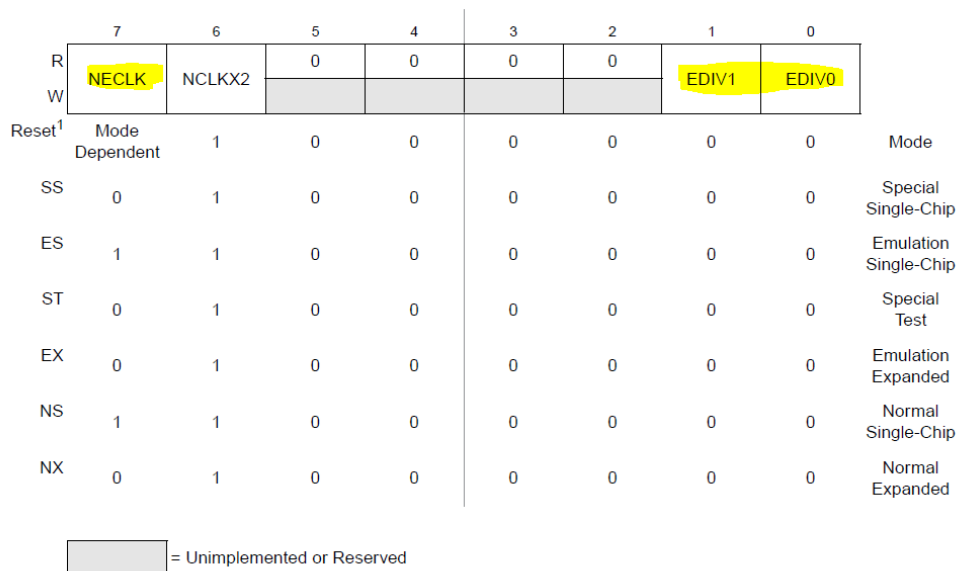 7 6 5 4 3 2 1 0
R NECLK NCLKX2 0 0 0 0 EDIV1 EDIV0
W
Reset1 Mode Dependent 1 0 0 0 0 0 0 Mode
SS 0 1 0 0 0 0 0 0 Special Single-Chip
ES 1 1 0 0 0 0 0 0 Emulation Single-Chip
ST 0 1 0 0 0 0 0 0 Special Test
EX 0 1 0 0 0 0 0 0 Emulation Expanded
NS 1 1 0 0 0 0 0 0 Normal Single-Chip
NX 0 1 0 0 0 0 0 0 Normal Expanded
= Unimplemented or Reserved